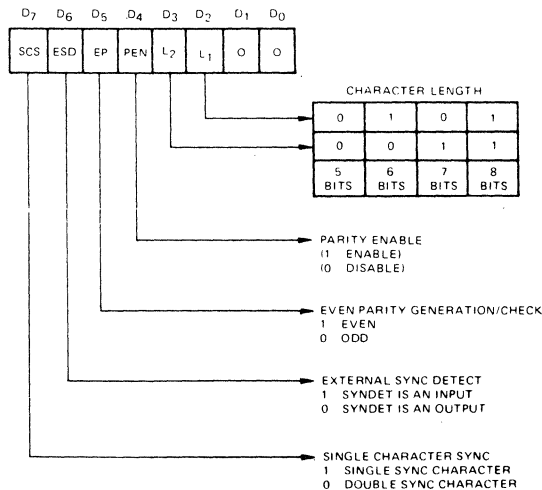 D7 D6 D5 D4 D3 D2 D1 D0
SCS ESD EP PEN L2 L1 0 0
CHARACTER LENGTH
0 1 0 1
0 0 1 1
5 BITS 6 BITS 7 BITS 8 BITS
PARITY ENABLE
(1 ENABLE)
(0 DISABLE)
EVEN PARITY GENERATION/CHECK
1 EVEN
0 ODD
EXTERNAL SYNC DETECT
1 SYNDET IS AN INPUT
0 SYNDET IS AN OUTPUT
SINGLE CHARACTER SYNC
1 SINGLE SYNC CHARACTER
0 DOUBLE SYNC CHARACTER